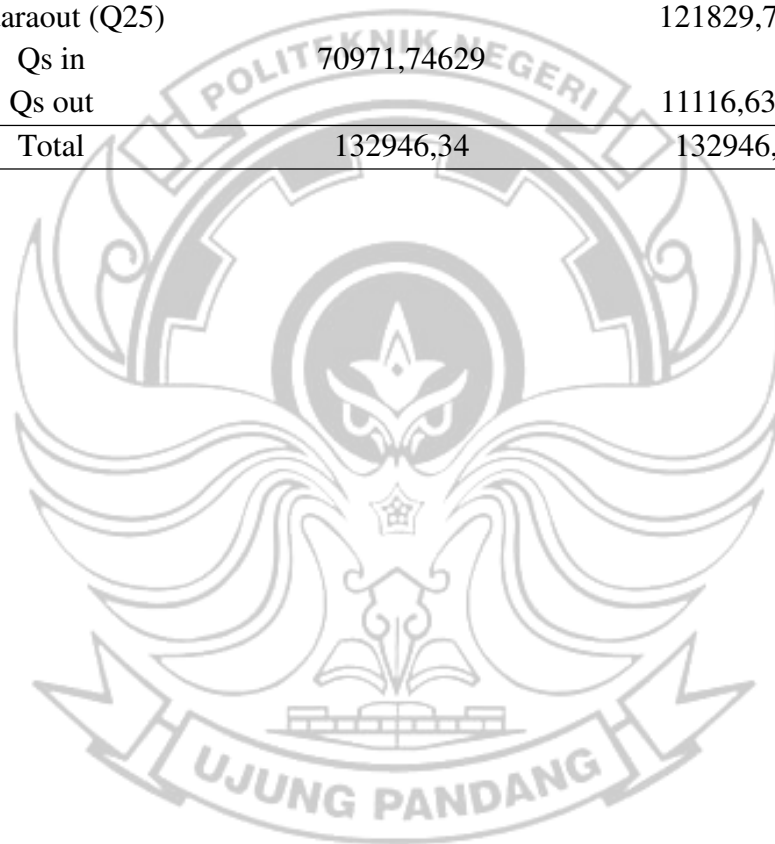 araout (Q25) 121829,7
Qs in 70971,74629
Qs out 11116,63
Total 132946,34 132946,
POLITEKNIK NEGERI
UJUNG PANDANG